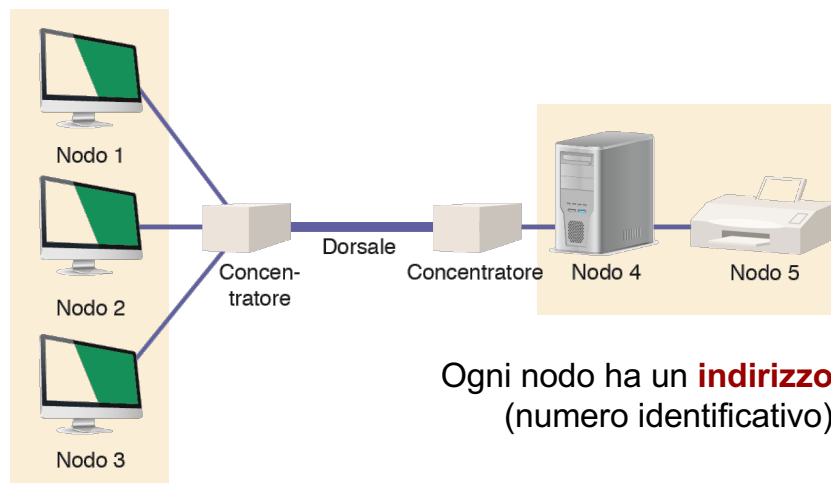 Nodo 1
Nodo 2
Nodo 3
Concen-
tratore
Dorsale
Concentratore
Nodo 4
Nodo 5
Ogni nodo ha un indirizzo
(numero identificativo)